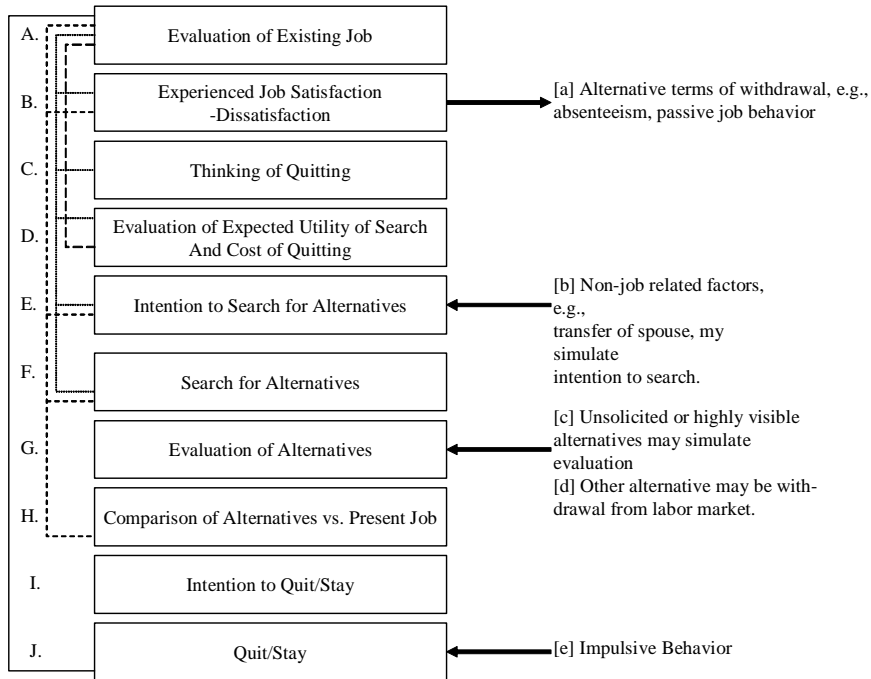 A.
Evaluation of Existing Job
B.
Experienced Job Satisfaction
-Dissatisfaction
[a] Alternative terms of withdrawal, e.g.,
absenteeism, passive job behavior
C.
Thinking of Quitting
D.
Evaluation of Expected Utility of Search
And Cost of Quitting
E.
Intention to Search for Alternatives
[b] Non-job related factors,
e.g.,
transfer of spouse, my
simulate
intention to search.
F.
Search for Alternatives
G.
Evaluation of Alternatives
[c] Unsolicited or highly visible
alternatives may simulate
evaluation
[d] Other alternative may be with-
drawal from labor market.
H.
Comparison of Alternatives vs. Present Job
I.
Intention to Quit/Stay
J.
Quit/Stay
[e] Impulsive Behavior